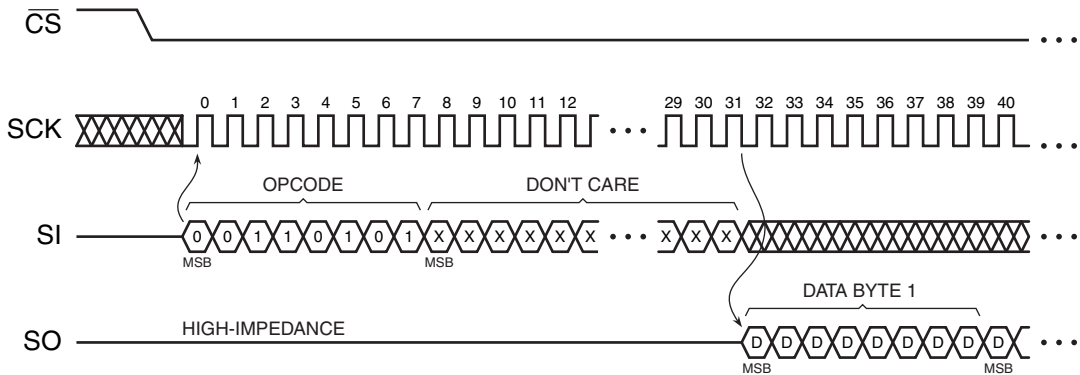 CS
0 1 2 3 4 5 6 7 8 9 10 11 12 29 30 31 32 33 34 35 36 37 38 39 40
SCK
OPCODE DON'T CARE
SI 0 0 1 1 0 1 0 1 X X X X X X X X X
MSB MSB
DATA BYTE 1
HIGH-IMPEDANCE
SO D D D D D D D D D
MSB MSB